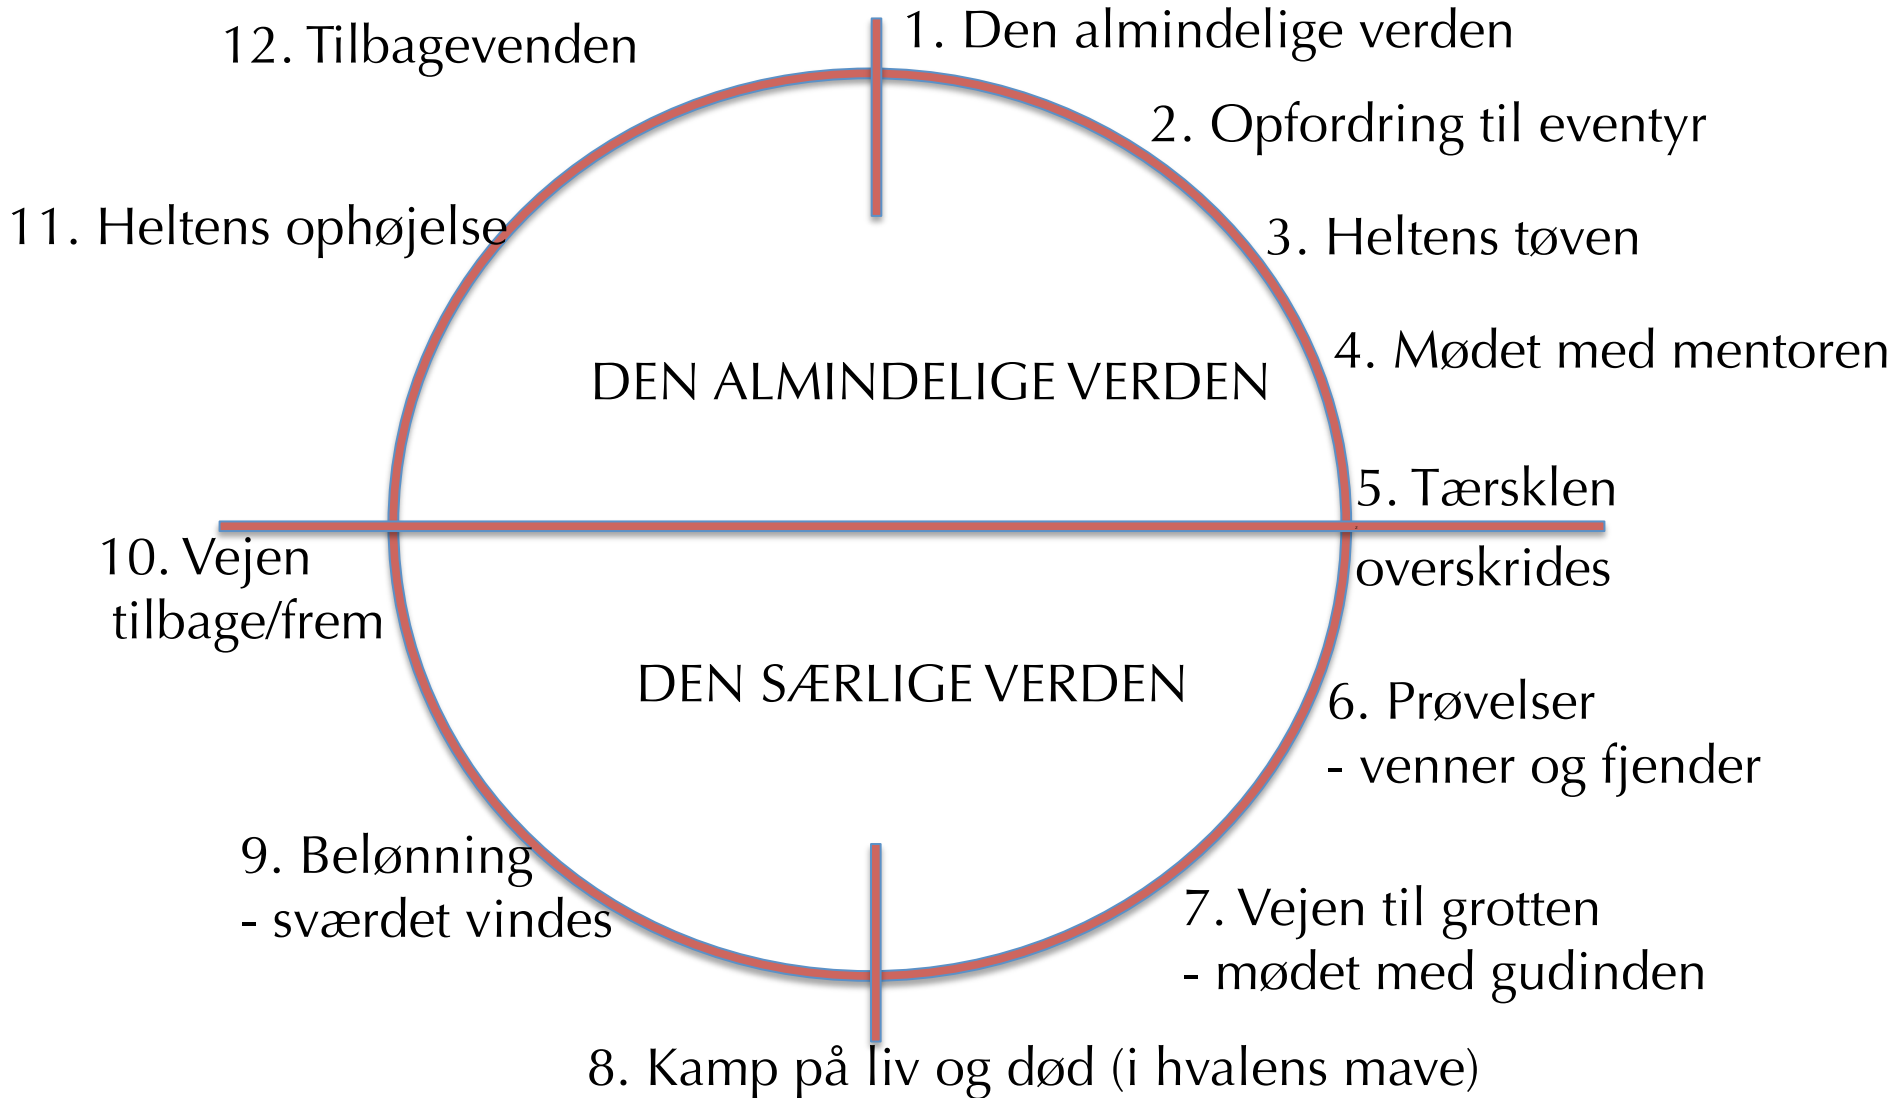 1. Den almindelige verden
2. Opfordring til eventyr
3. Heltens tøven
4. Mødet med mentoren
5. Tærsklen
overskrides
6. Prøvelser
- venner og fjender
7. Vejen til grotten
- mødet med gudinden
8. Kamp på liv og død (i hvalens mave)
9. Belønning
- sværdet vindes
10. Vejen
tilbage/frem
11. Heltens ophøjelse
12. Tilbagevenden
DEN ALMINDELIGE VERDEN
DEN SÆRLIGE VERDEN